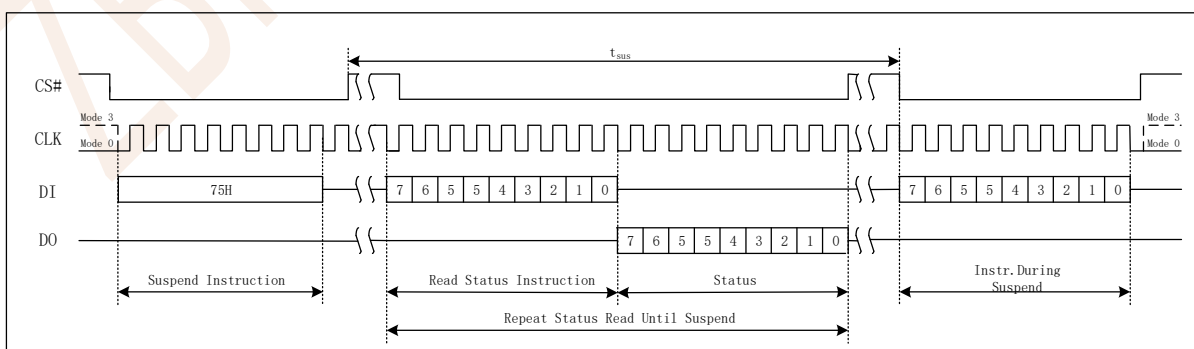 t_sus
CS#
CLK
Mode 3
Mode 0
Mode 3
Mode 0
DI
75H
7 6 5 5 4 3 2 1 0
7 6 5 5 4 3 2 1 0
DO
7 6 5 5 4 3 2 1 0
Suspend Instruction
Read Status Instruction
Status
Instr.During
Suspend
Repeat Status Read Until Suspend